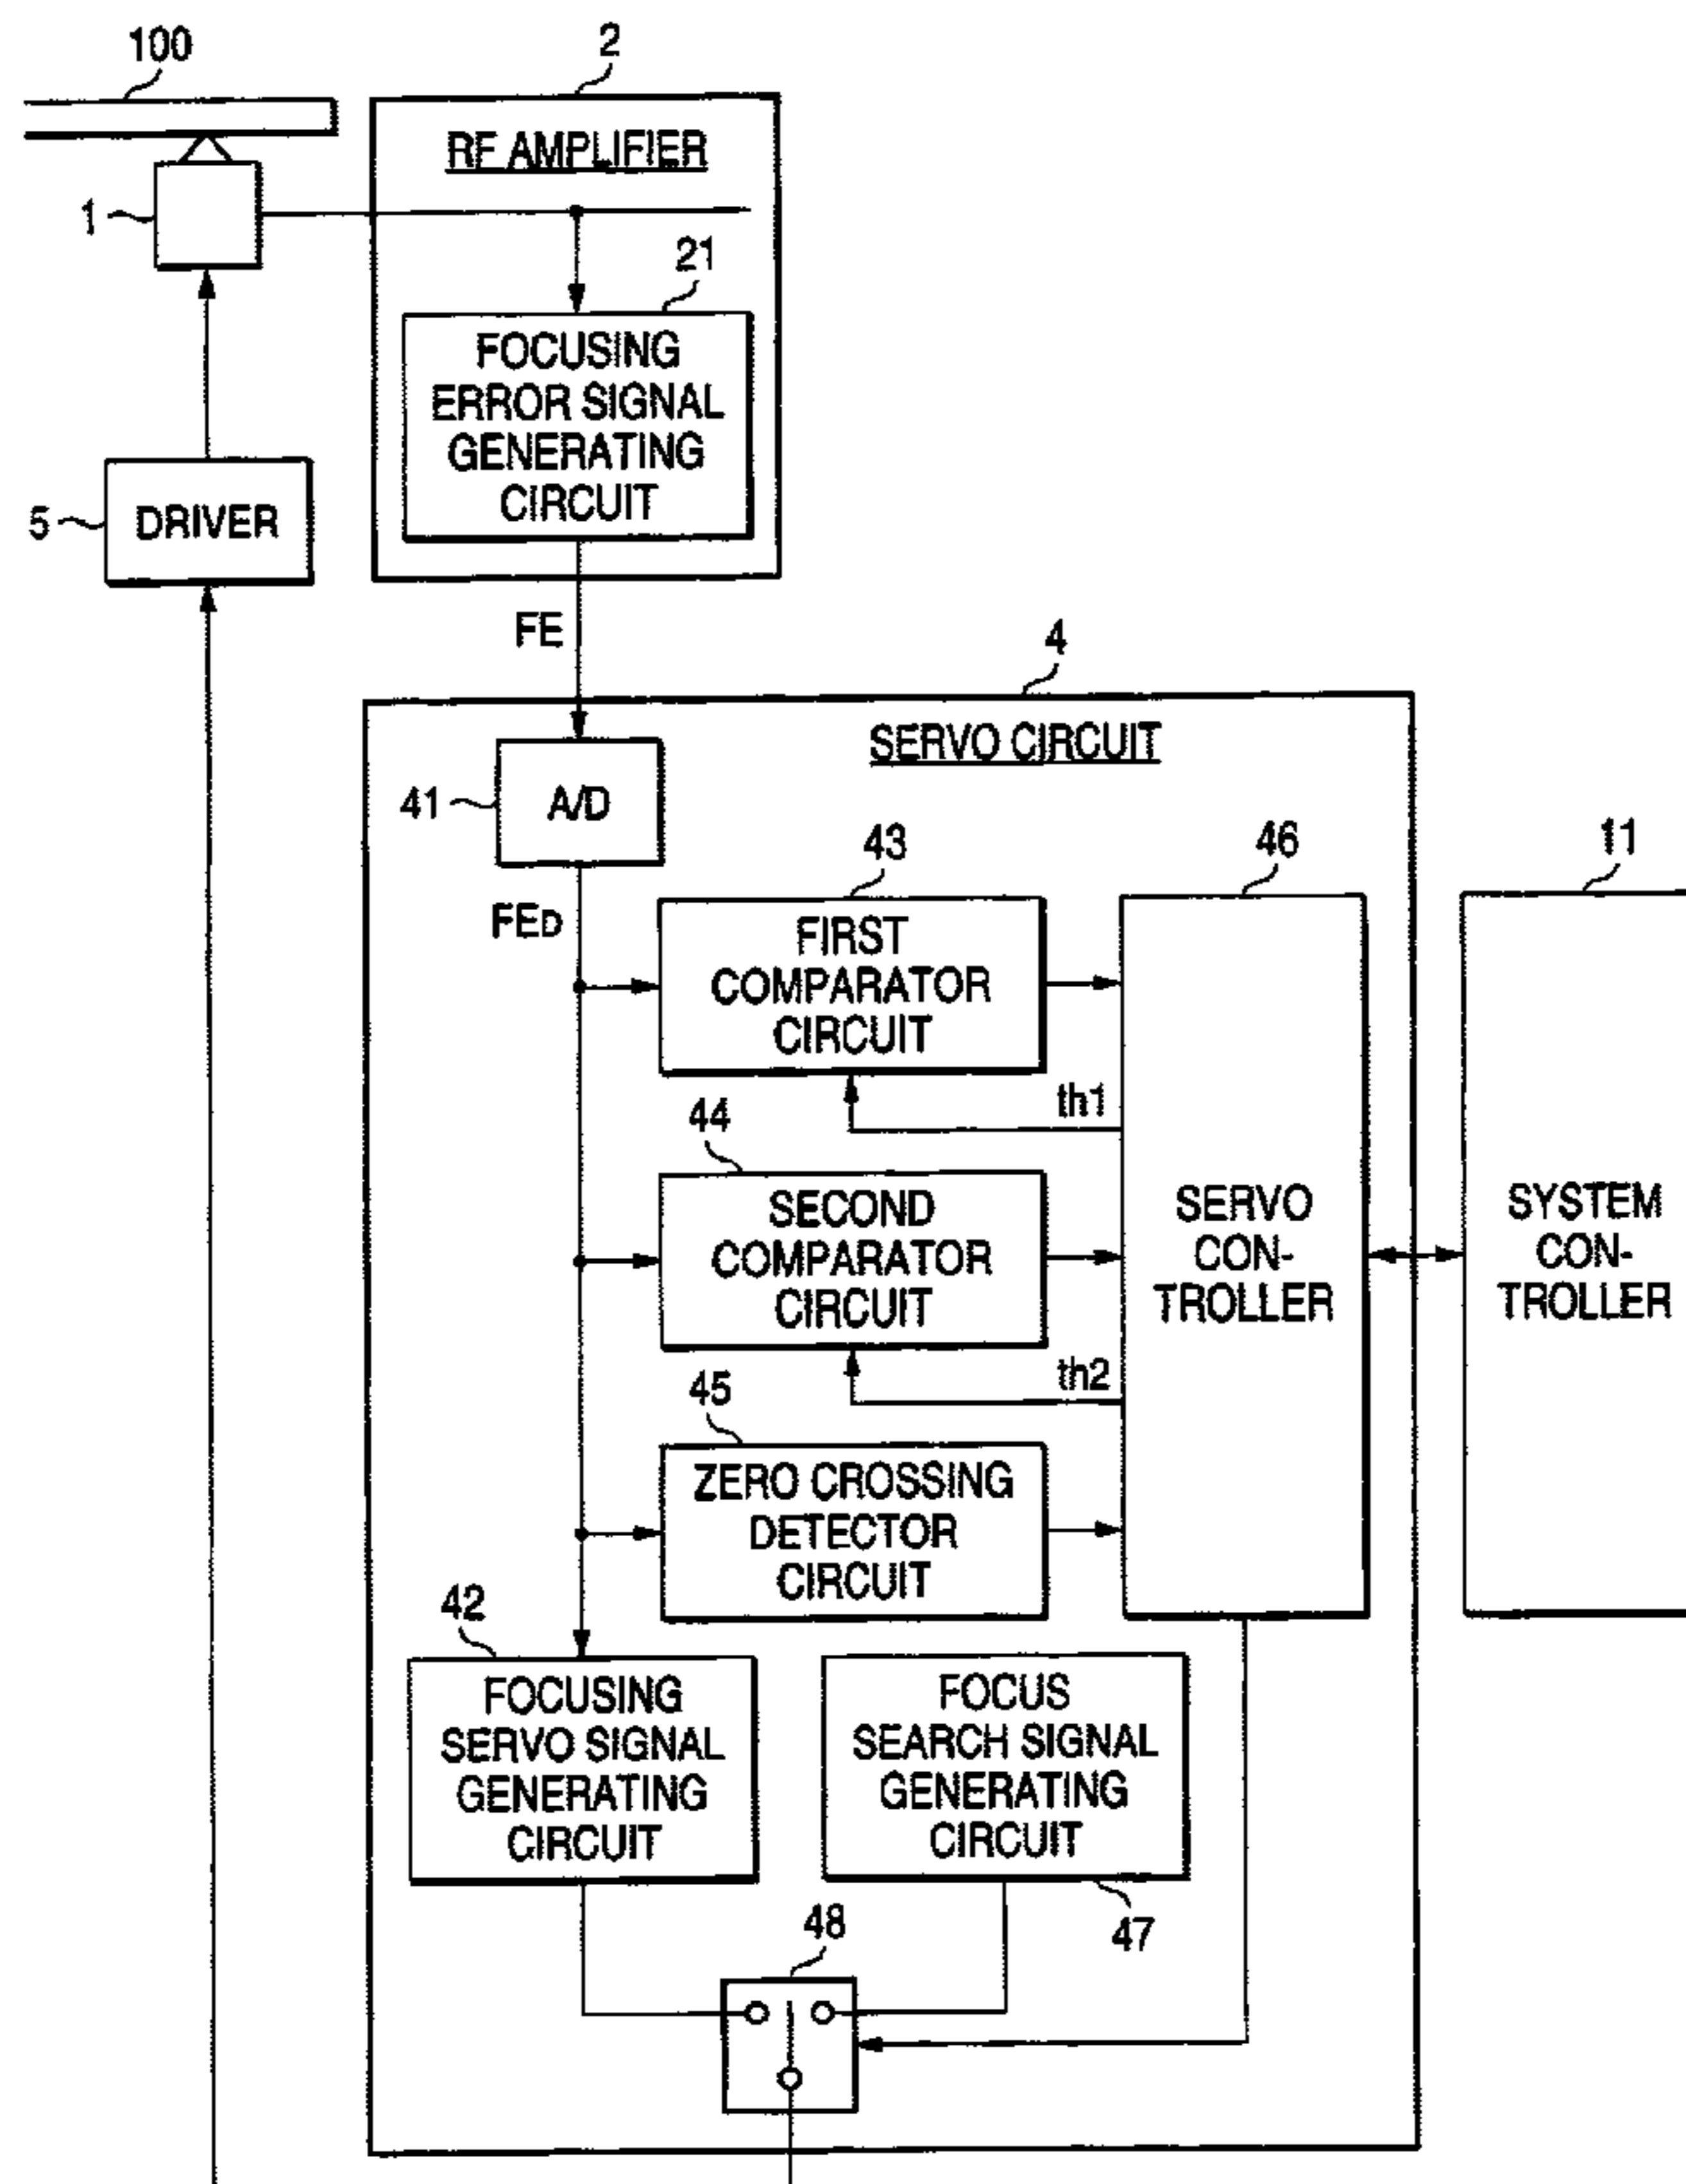 100
2
RF AMPLIFIER
1
21
FOCUSING
ERROR SIGNAL
GENERATING
CIRCUIT
5
DRIVER
FE
4
SERVO CIRCUIT
41
A/D
43
46
11
FED
FIRST
COMPARATOR
CIRCUIT
th1
44
SECOND
COMPARATOR
CIRCUIT
SERVO
CON-
TROLLER
SYSTEM
CON-
TROLLER
th2
45
ZERO CROSSING
DETECTOR
CIRCUIT
42
FOCUSING
SERVO SIGNAL
GENERATING
CIRCUIT
FOCUS
SEARCH SIGNAL
GENERATING
CIRCUIT
48
47